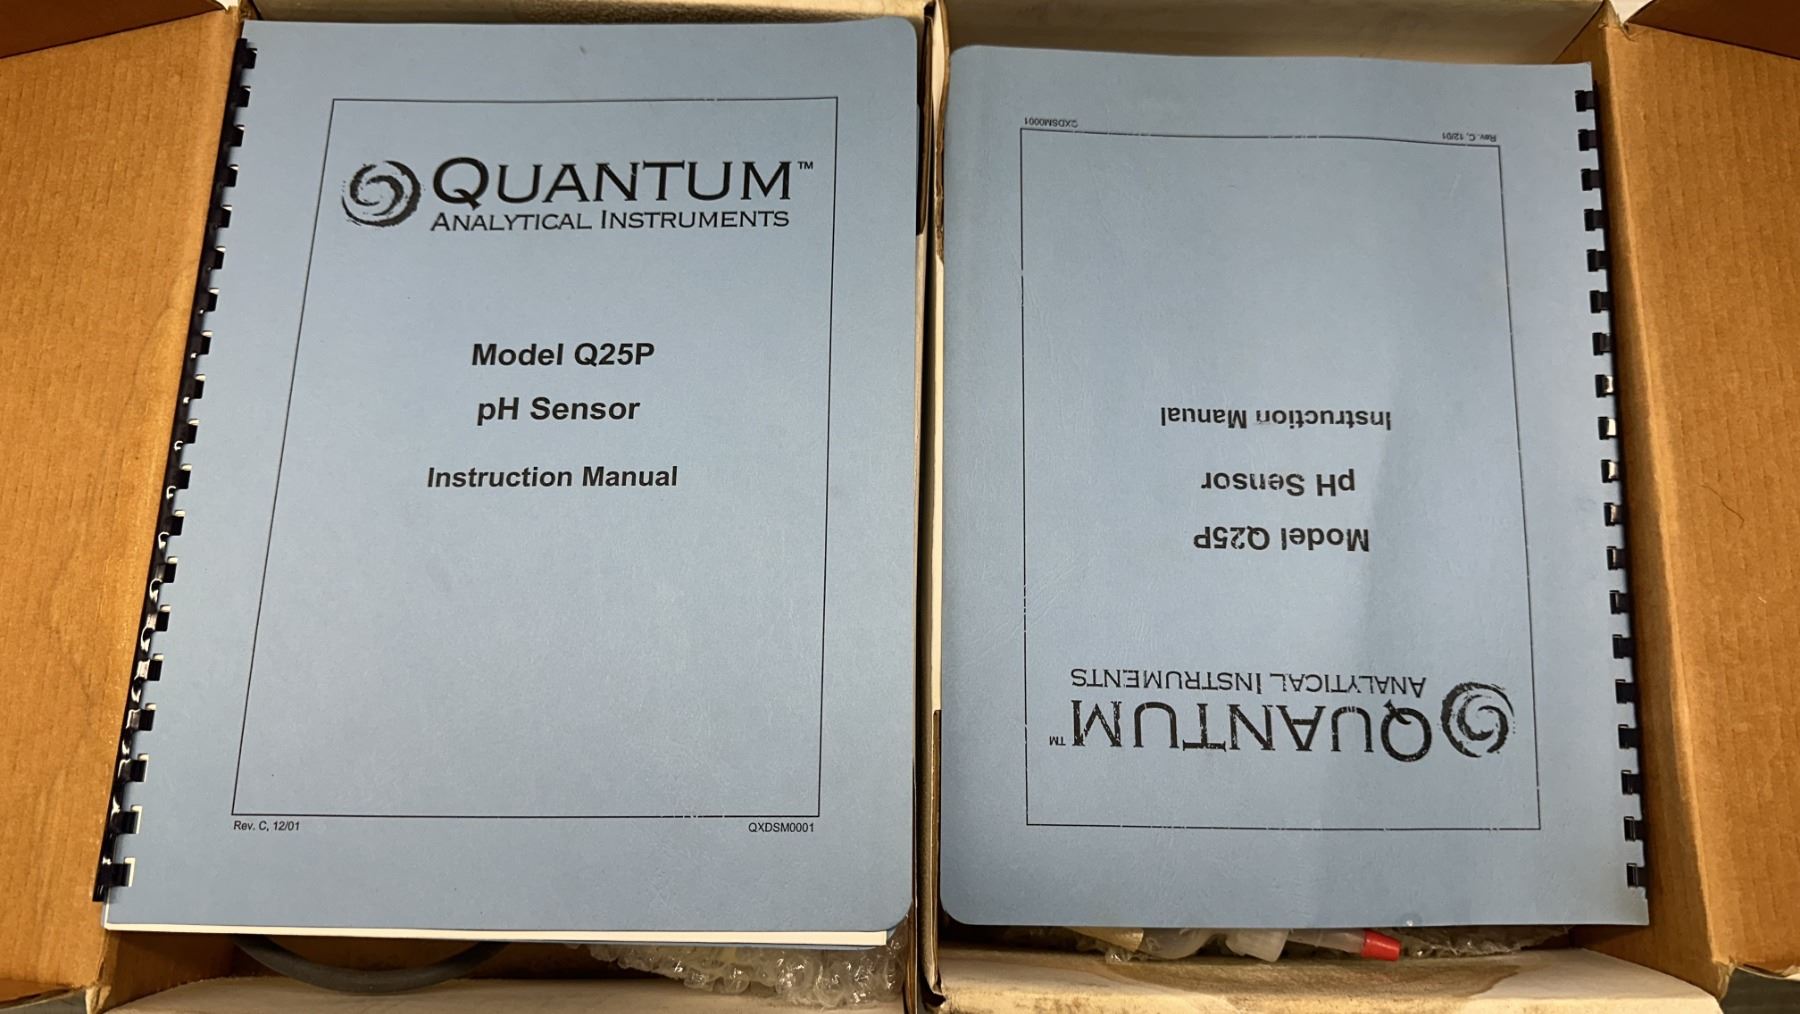 QUANTUM™
ANALYTICAL INSTRUMENTS
Model Q25P
pH Sensor
Instruction Manual
Rev. C, 12/01
QXDSM0001
QUANTUM™
ANALYTICAL INSTRUMENTS
Model Q25P
pH Sensor
Instruction Manual
Rev. C, 12/01
QXDSM0001